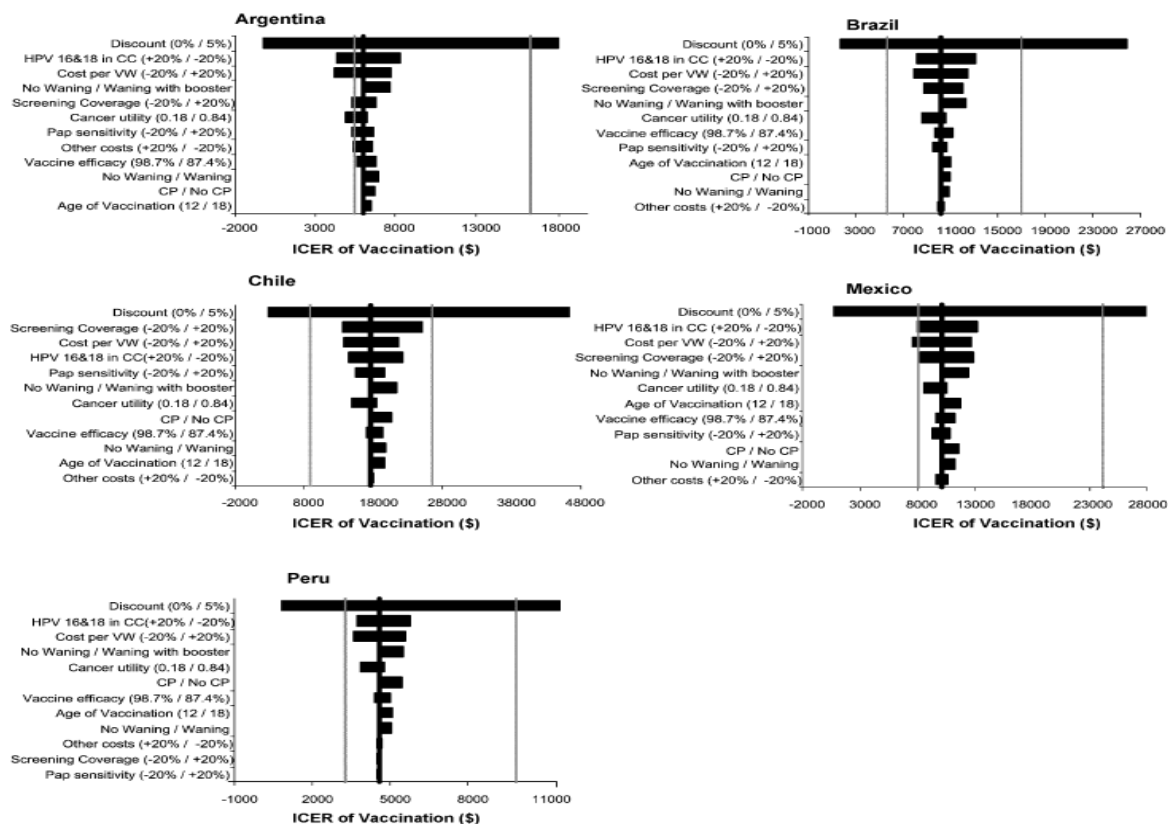 Argentina
Discount (0% / 5%)
HPV 16&18 in CC (+20% / -20%)
Cost per VW (-20% / +20%)
No Waning / Waning with booster
Screening Coverage (-20% / +20%)
Cancer utility (0.18 / 0.84)
Pap sensitivity (-20% / +20%)
Other costs (+20% /  -20%)
Vaccine efficacy (98.7% / 87.4%)
No Waning / Waning
CP / No CP
Age of Vaccination (12 / 18)
-2000 3000 8000 13000 18000
ICER of Vaccination ($)
Brazil
Discount (0% / 5%)
HPV 16&18 in CC (+20% / -20%)
Cost per VW (-20% / +20%)
Screening Coverage (-20% / +20%)
No Waning / Waning with booster
Cancer utility (0.18 / 0.84)
Vaccine efficacy (98.7% / 87.4%)
Pap sensitivity (-20% / +20%)
Age of Vaccination (12 / 18)
CP / No CP
No Waning / Waning
Other costs (+20% /  -20%)
-1000 3000 7000 11000 15000 19000 23000 27000
ICER of Vaccination ($)
Chile
Discount (0% / 5%)
Screening Coverage (-20% / +20%)
Cost per VW (-20% / +20%)
HPV 16&18 in CC(+20% / -20%)
Pap sensitivity (-20% / +20%)
No Waning / Waning with booster
Cancer utility (0.18 / 0.84)
CP / No CP
Vaccine efficacy (98.7% / 87.4%)
No Waning / Waning
Age of Vaccination (12 / 18)
Other costs (+20% /  -20%)
-2000 8000 18000 28000 38000 48000
ICER of Vaccination ($)
Mexico
Discount (0% / 5%)
HPV 16&18 in CC (+20% / -20%)
Cost per VW (-20% / +20%)
Screening Coverage (-20% / +20%)
No Waning / Waning with booster
Cancer utility (0.18 / 0.84)
Age of Vaccination (12 / 18)
Vaccine efficacy (98.7% / 87.4%)
Pap sensitivity (-20% / +20%)
CP / No CP
No Waning / Waning
Other costs (+20% /  -20%)
-2000 3000 8000 13000 18000 23000 28000
ICER of Vaccination ($)
Peru
Discount (0% / 5%)
HPV 16&18 in CC(+20% / -20%)
Cost per VW (-20% / +20%)
No Waning / Waning with booster
Cancer utility (0.18 / 0.84)
CP / No CP
Vaccine efficacy (98.7% / 87.4%)
Age of Vaccination (12 / 18)
No Waning / Waning
Other costs (+20% /  -20%)
Screening Coverage (-20% / +20%)
Pap sensitivity (-20% / +20%)
-1000 2000 5000 8000 11000
ICER of Vaccination ($)